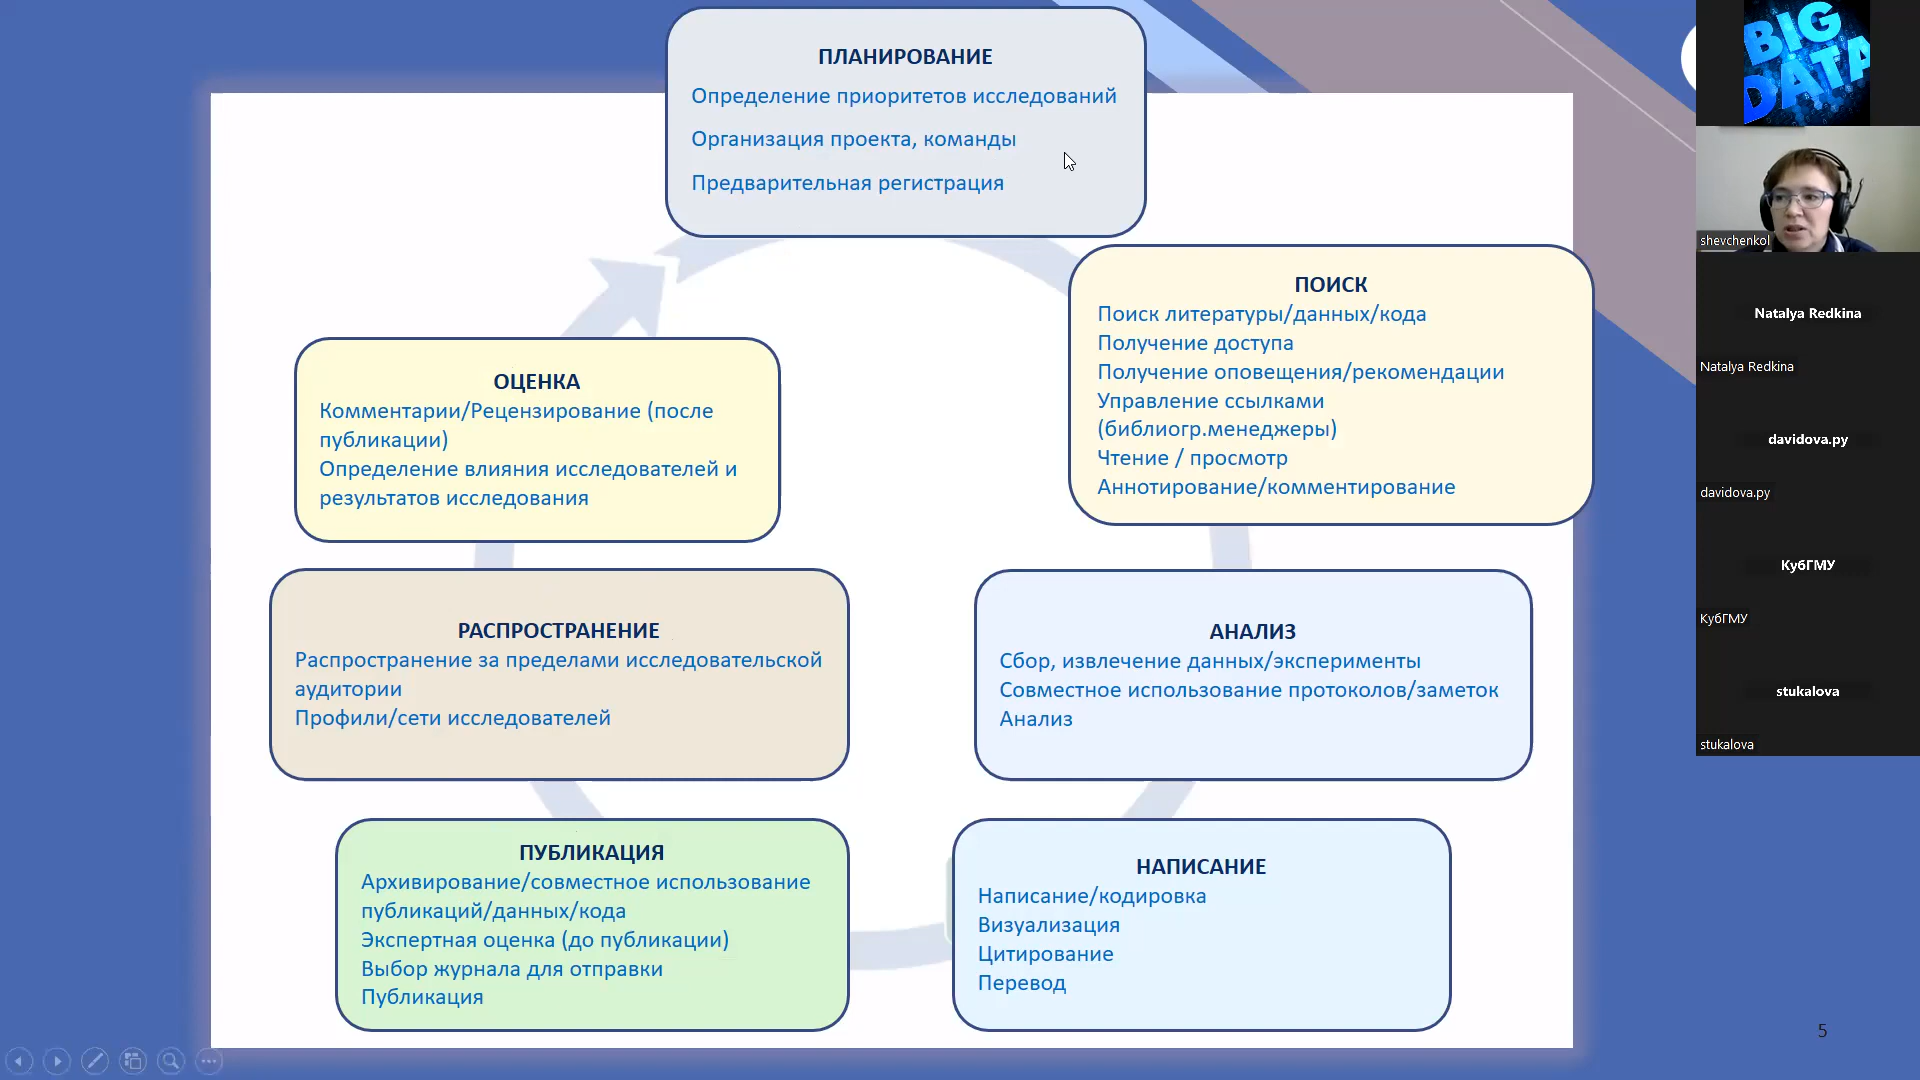 ПЛАНИРОВАНИЕ
Определение приоритетов исследований
Организация проекта, команды
Предварительная регистрация
ПОИСК
Поиск литературы/данных/кода
Получение доступа
Получение оповещения/рекомендации
Управление ссылками
(библиогр.менеджеры)
Чтение / просмотр
Аннотирование/комментирование
ОЦЕНКА
Комментарии/Рецензирование (после
публикации)
Определение влияния исследователей и
результатов исследования
РАСПРОСТРАНЕНИЕ
Распространение за пределами исследовательской
аудитории
Профили/сети исследователей
АНАЛИЗ
Сбор, извлечение данных/эксперименты
Совместное использование протоколов/заметок
Анализ
ПУБЛИКАЦИЯ
Архивирование/совместное использование
публикаций/данных/кода
Экспертная оценка (до публикации)
Выбор журнала для отправки
Публикация
НАПИСАНИЕ
Написание/кодировка
Визуализация
Цитирование
Перевод
5
BIG
DATA
shevchenkol
Natalya Redkina
Natalya Redkina
davidova.py
davidova.py
КубГМУ
КубГМУ
stukalova
stukalova